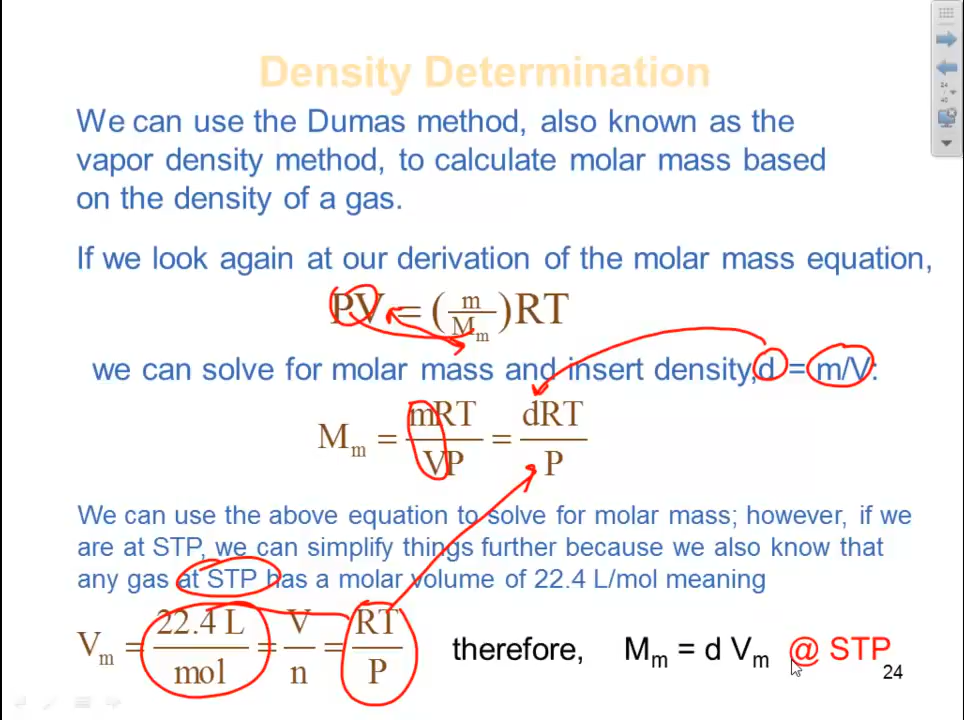 Density Determination
We can use the Dumas method, also known as the
vapor density method, to calculate molar mass based
on the density of a gas.
If we look again at our derivation of the molar mass equation,
PV = (m/Mm)RT
we can solve for molar mass and insert density, d = m/V:
Mm = mRT/VP = dRT/P
We can use the above equation to solve for molar mass; however, if we
are at STP, we can simplify things further because we also know that
any gas at STP has a molar volume of 22.4 L/mol meaning
Vm = 22.4 L/mol = V/n = RT/P therefore, Mm = d Vm @ STP
24